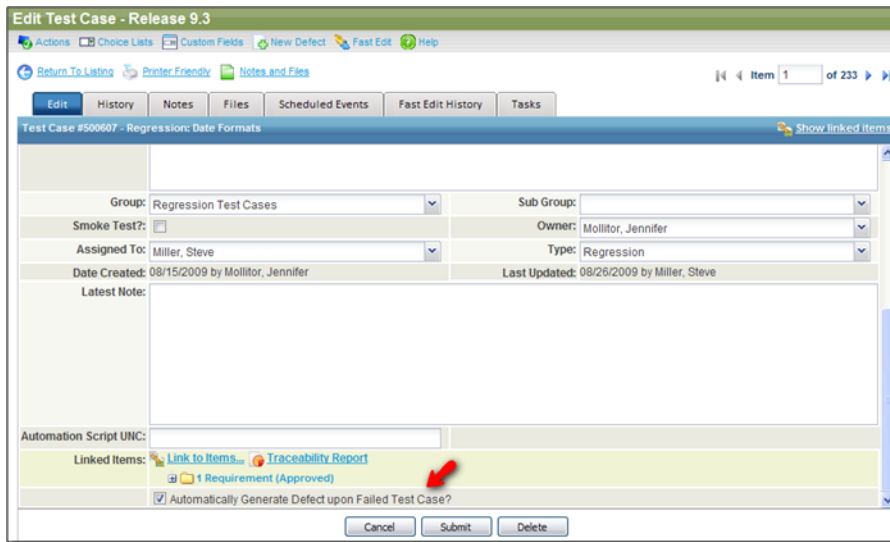 Edit Test Case - Release 9.3
Actions Choice Lists Custom Fields New Defect Fast Edit Help
Return To Listing Printer Friendly Notes and Files Item 1 of 233
Edit History Notes Files Scheduled Events Fast Edit History Tasks
Test Case #500607 - Regression: Date Formats Show linked items
Group: Regression Test Cases Sub Group:
Smoke Test?: Owner: Mollitor, Jennifer
Assigned To: Miller, Steve Type: Regression
Date Created: 08/15/2009 by Mollitor, Jennifer Last Updated: 08/26/2009 by Miller, Steve
Latest Note:
Automation Script UNC:
Linked Items: Link to Items... Traceability Report
1 Requirement (Approved)
Automatically Generate Defect upon Failed Test Case?
Cancel Submit Delete